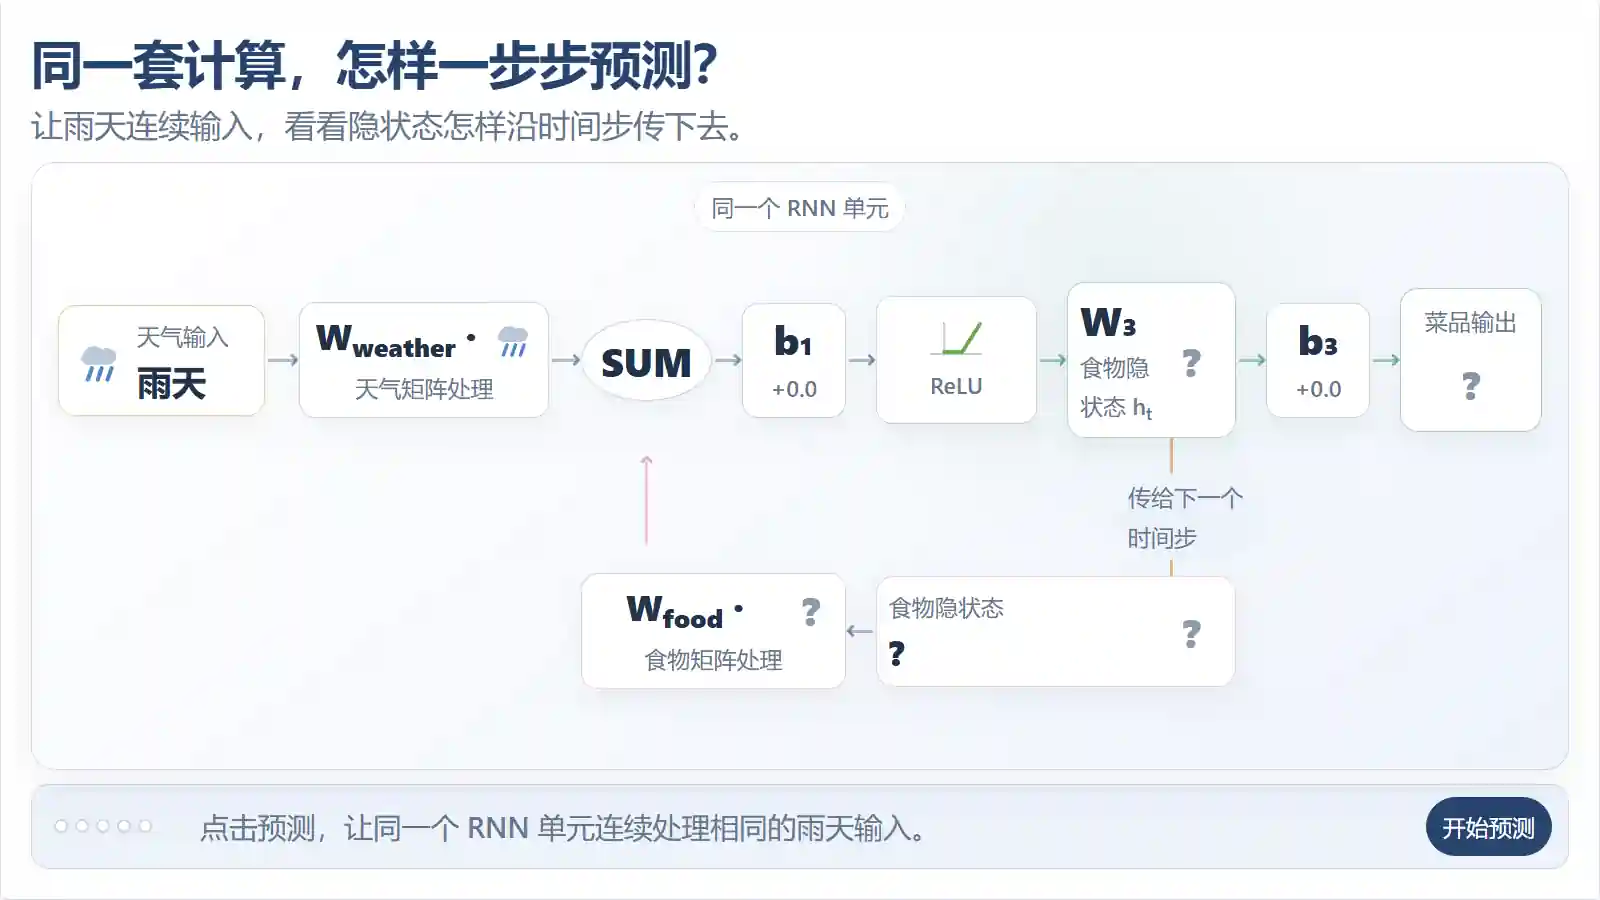 同一套计算，怎样一步步预测？
让雨天连续输入，看看隐状态怎样沿时间步传下去。
同一个 RNN 单元
天气输入
雨天
Wweather ·
天气矩阵处理
SUM
b1
+0.0
ReLU
W3
食物隐
状态 ht
?
b3
+0.0
菜品输出
?
传给下一个
时间步
Wfood · ?
食物矩阵处理
食物隐状态
?
?
点击预测，让同一个 RNN 单元连续处理相同的雨天输入。
开始预测